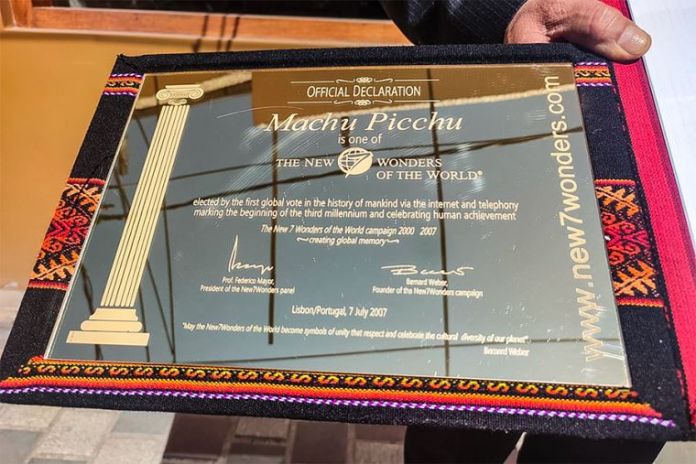 OFFICIAL DECLARATION
Machu Picchu
is one of
THE NEW 7 WONDERS
OF THE WORLD®
elected by the first global vote in the history of mankind via the internet and telephony
marking the beginning of the third millennium and celebrating human achievement
The New 7 Wonders of the World campaign 2000 2007
~creating global memory~
Prof. Federico Mayor,
President of the New7Wonders panel
Bernard Weber,
Founder of the New7Wonders campaign
Lisbon/Portugal, 7 July 2007
"May the New7Wonders of the World become symbols of unity that respect and celebrate the cultural diversity of our planet"
Bernard Weber
www.new7wonders.com